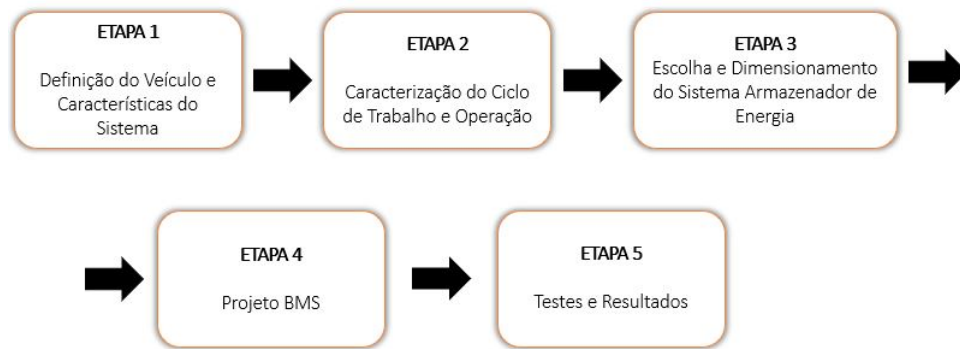 ETAPA 1
Definição do Veículo e
Características do
Sistema
ETAPA 2
Caracterização do Ciclo
de Trabalho e Operação
ETAPA 3
Escolha e Dimensionamento
do Sistema Armazenador de
Energia
ETAPA 4
Projeto BMS
ETAPA 5
Testes e Resultados